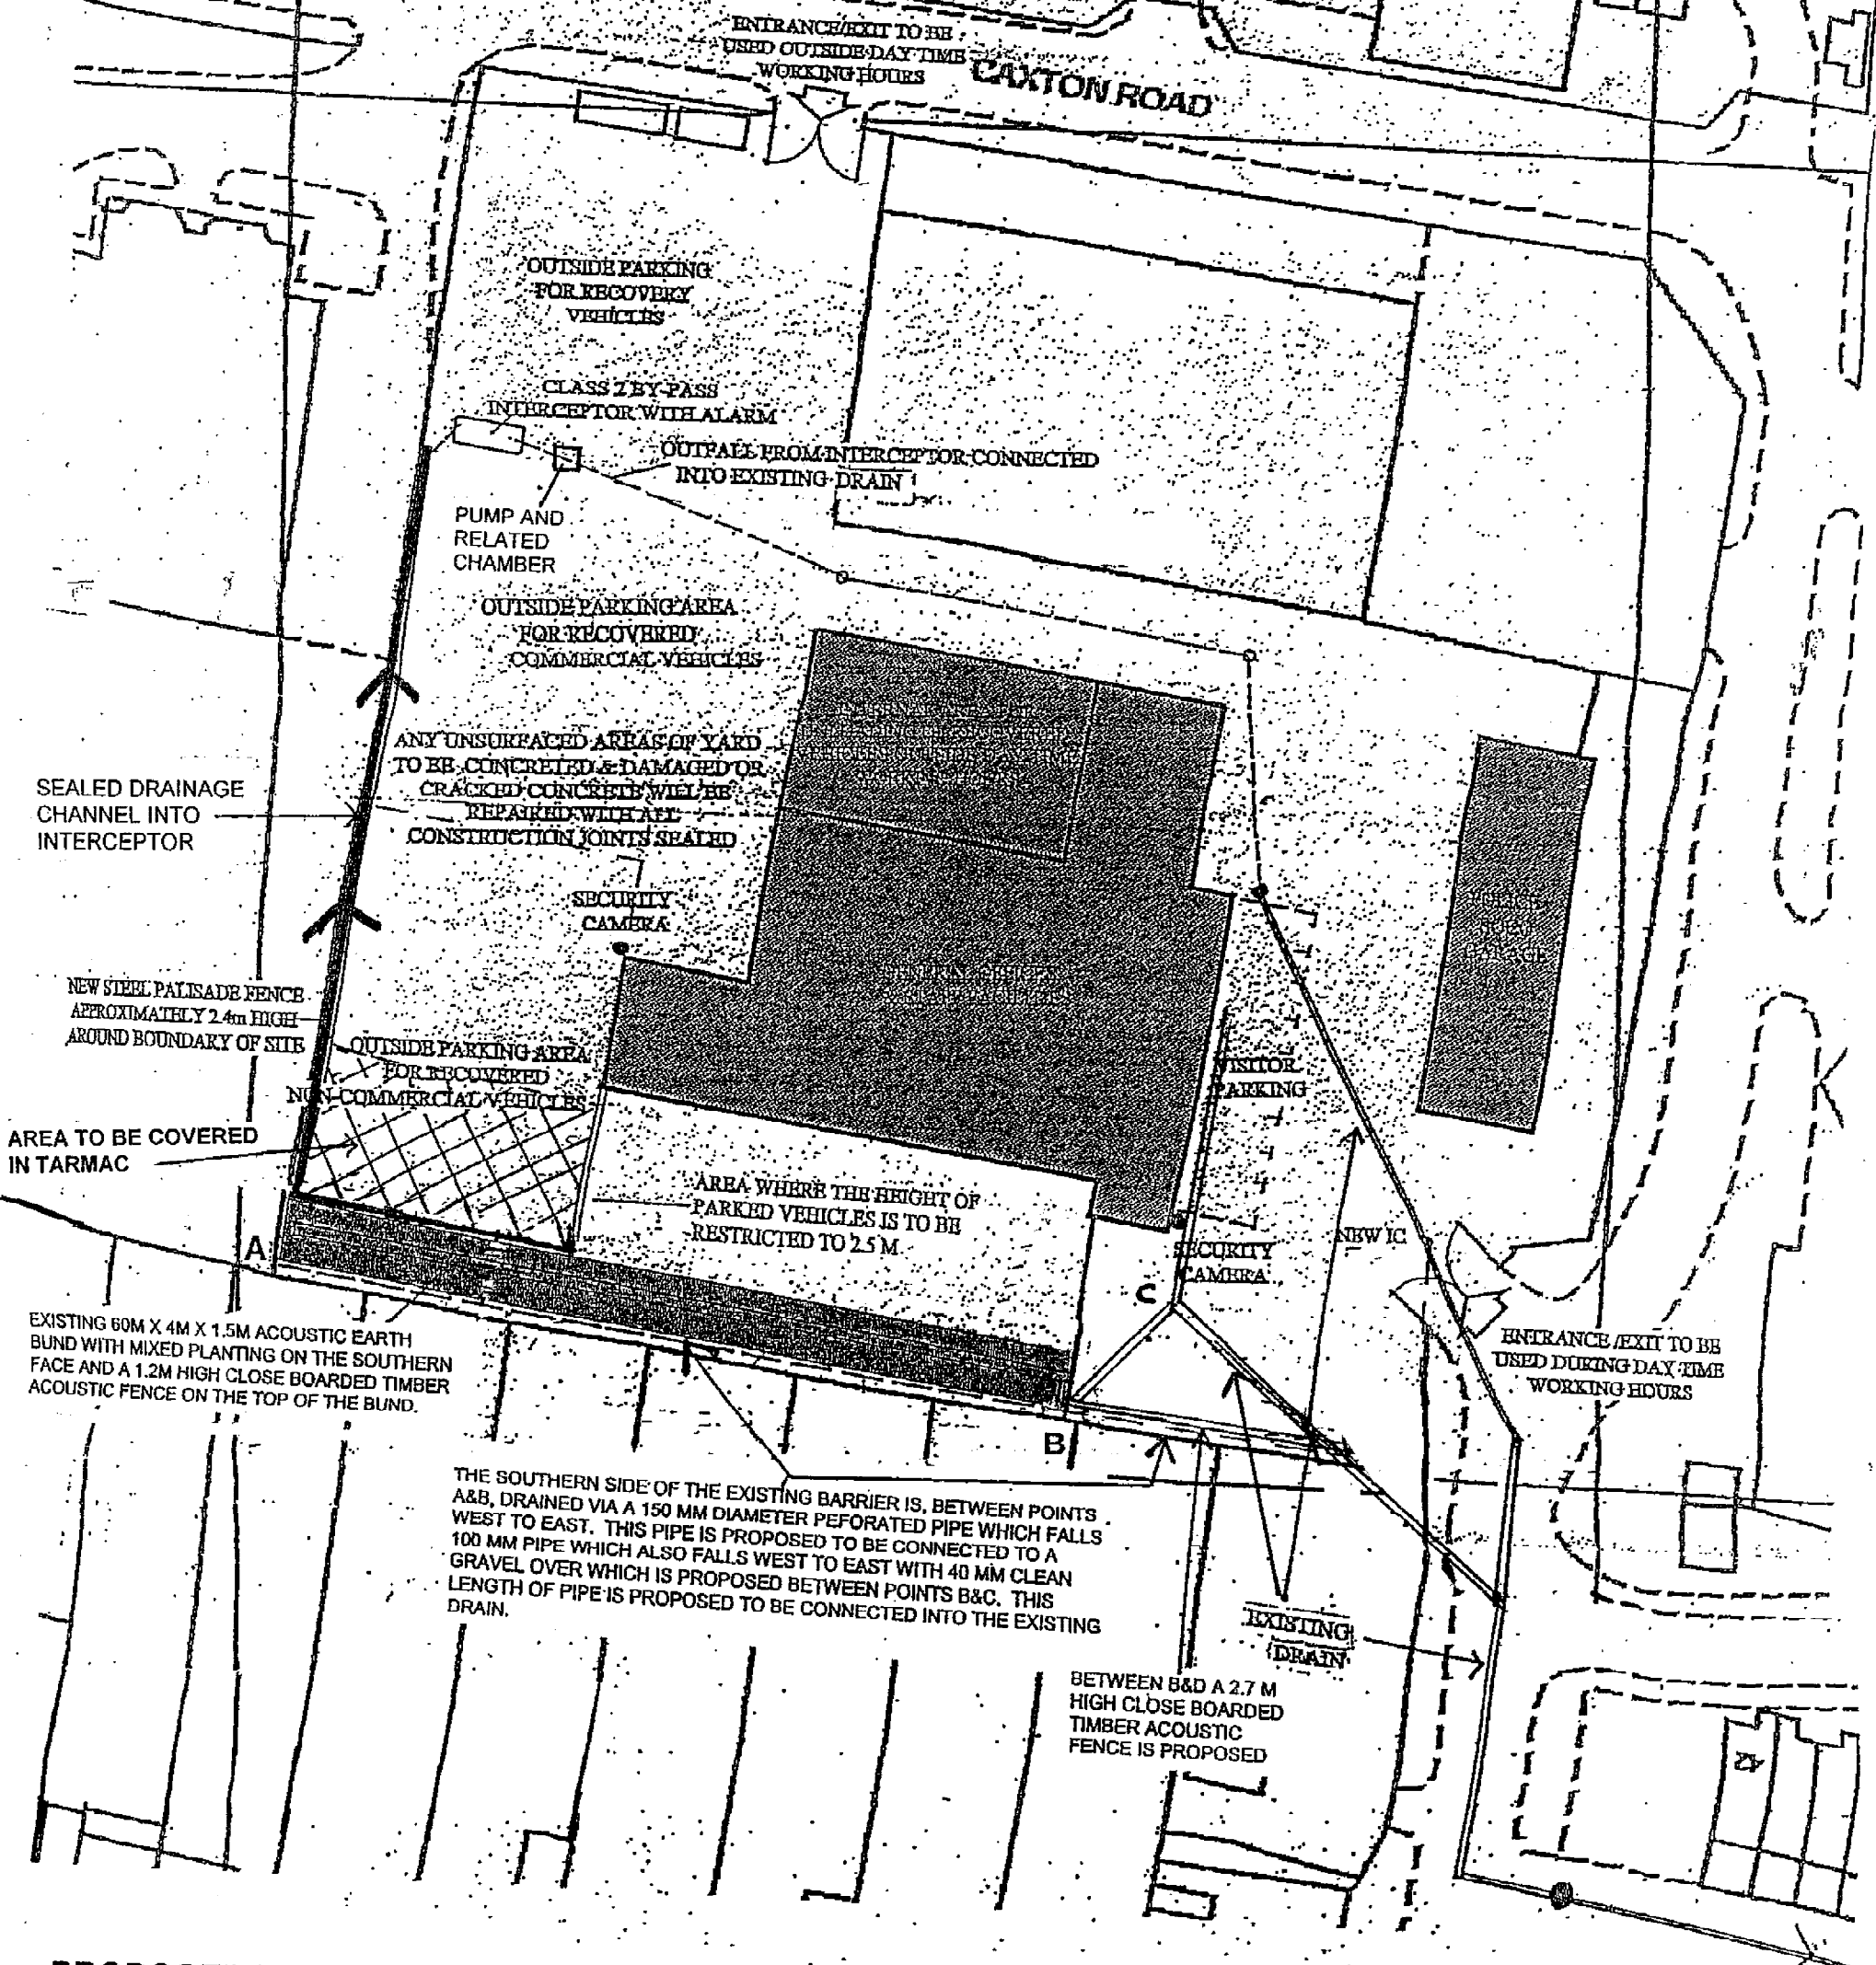 ENTRANCE/EXIT TO BE
USED OUTSIDE DAY TIME
WORKING HOURS
CAXTON ROAD
OUTSIDE PARKING
FOR RECOVERY
VEHICLES
CLASS 2 BY-PASS
INTERCEPTOR WITH ALARM
OUTFALL FROM INTERCEPTOR CONNECTED
INTO EXISTING DRAIN
PUMP AND
RELATED
CHAMBER
OUTSIDE PARKING AREA
FOR RECOVERED
COMMERCIAL VEHICLES
ANY UNSURFACED AREAS OF YARD
TO BE CONCRETED & DAMAGED OR
CRACKED CONCRETE WILL BE
REPAIRED WITH ALL
CONSTRUCTION JOINTS SEALED
SEALED DRAINAGE
CHANNEL INTO
INTERCEPTOR
SECURITY
CAMERA
NEW STEEL PALISADE FENCE
APPROXIMATELY 2.4m HIGH
AROUND BOUNDARY OF SITE
OUTSIDE PARKING AREA
FOR RECOVERED
NON-COMMERCIAL VEHICLES
VISITOR
PARKING
AREA TO BE COVERED
IN TARMAC
AREA WHERE THE HEIGHT OF
PARKED VEHICLES IS TO BE
RESTRICTED TO 2.5 M
A
NEW IC
SECURITY
CAMERA
C
EXISTING 60M X 4M X 1.5M ACOUSTIC EARTH
BUND WITH MIXED PLANTING ON THE SOUTHERN
FACE AND A 1.2M HIGH CLOSE BOARDED TIMBER
ACOUSTIC FENCE ON THE TOP OF THE BUND.
ENTRANCE/EXIT TO BE
USED DURING DAY TIME
WORKING HOURS
B
THE SOUTHERN SIDE OF THE EXISTING BARRIER IS, BETWEEN POINTS
A&B, DRAINED VIA A 150 MM DIAMETER PEFORATED PIPE WHICH FALLS
WEST TO EAST. THIS PIPE IS PROPOSED TO BE CONNECTED TO A
100 MM PIPE WHICH ALSO FALLS WEST TO EAST WITH 40 MM CLEAN
GRAVEL OVER WHICH IS PROPOSED BETWEEN POINTS B&C. THIS
LENGTH OF PIPE IS PROPOSED TO BE CONNECTED INTO THE EXISTING
DRAIN.
EXISTING
DRAIN
BETWEEN B&D A 2.7 M
HIGH CLOSE BOARDED
TIMBER ACOUSTIC
FENCE IS PROPOSED
42